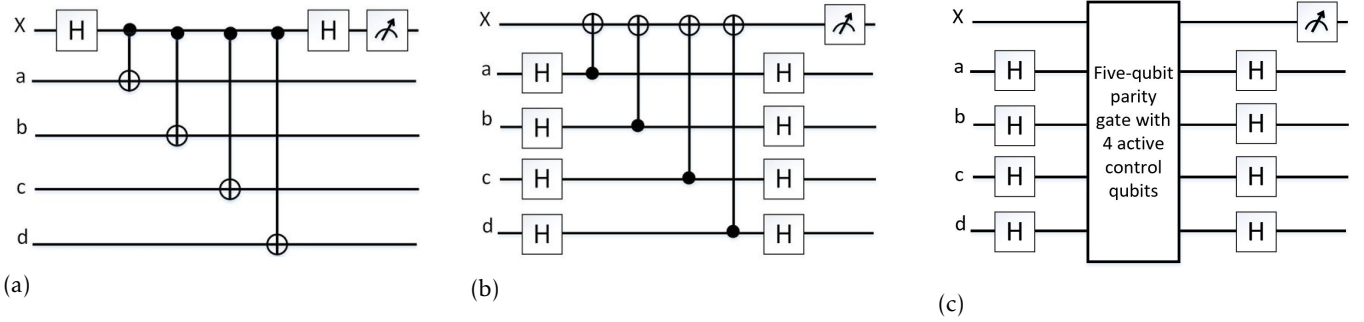 X H H
a
b
c
d
(a)
X
a H H
b H H
c H H
d H H
(b)
X
a H H
b H H
c H H
d H H
Five-qubit
parity
gate with
4 active
control
qubits
(c)